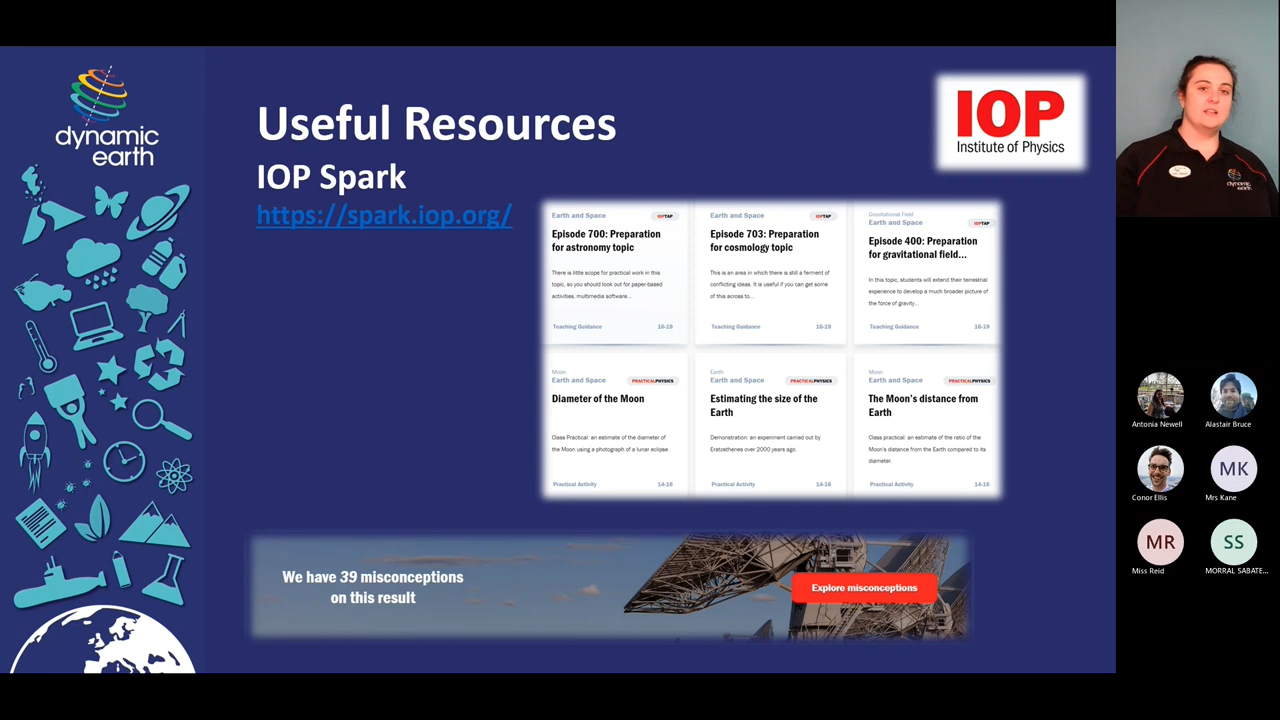 dynamic
earth
Useful Resources
IOP Spark
https://spark.iop.org/
IOP
Institute of Physics
Earth and Space
IOPTAP
Episode 700: Preparation
for astronomy topic
There is little scope for practical work in this
topic, so you should look out for paper-based
activities, multimedia software...
Teaching Guidance
16-19
Earth and Space
IOPTAP
Episode 703: Preparation
for cosmology topic
This is an area in which there is still a ferment of
conflicting ideas. It is useful if you can get some
of this across to...
Teaching Guidance
16-19
Gravitational Field
Earth and Space
IOPTAP
Episode 400: Preparation
for gravitational field...
In this topic, students will extend their terrestrial
experience to develop a much broader picture of
the force of gravity...
Teaching Guidance
16-19
Moon
Earth and Space
PRACTICALPHYSICS
Diameter of the Moon
Class Practical: an estimate of the diameter of
the Moon using a photograph of a lunar eclipse.
Practical Activity
14-16
Earth
Earth and Space
PRACTICALPHYSICS
Estimating the size of the
Earth
Demonstration: an experiment carried out by
Eratosthenes over 2000 years ago.
Practical Activity
14-16
Moon
Earth and Space
PRACTICALPHYSICS
The Moon's distance from
Earth
Class practical: an estimate of the ratio of the
Moon's distance from the Earth compared to its
diameter.
Practical Activity
14-16
We have 39 misconceptions
on this result
Explore misconceptions
dynamic
earth
Antonia Newell
Alastair Bruce
Conor Ellis
MK
Mrs Kane
MR
Miss Reid
SS
MORRAL SABATE...